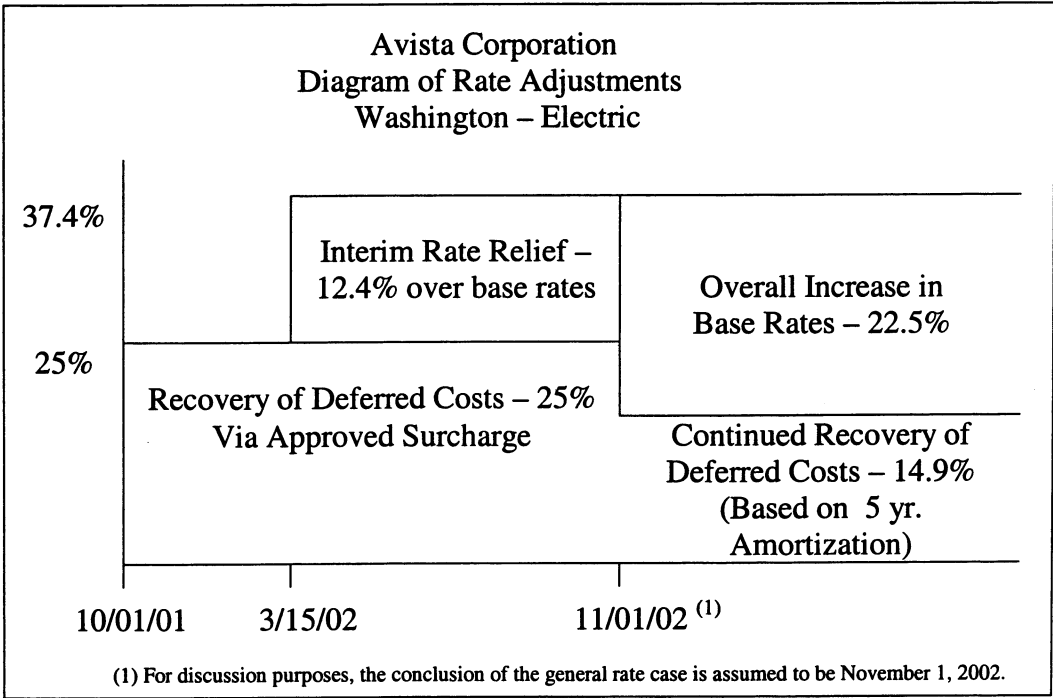 Avista Corporation
Diagram of Rate Adjustments
Washington – Electric
37.4%
Interim Rate Relief –
12.4% over base rates
Overall Increase in
Base Rates – 22.5%
25%
Recovery of Deferred Costs – 25%
Via Approved Surcharge
Continued Recovery of
Deferred Costs – 14.9%
(Based on 5 yr.
Amortization)
10/01/01 3/15/02 11/01/02 (1)
(1) For discussion purposes, the conclusion of the general rate case is assumed to be November 1, 2002.